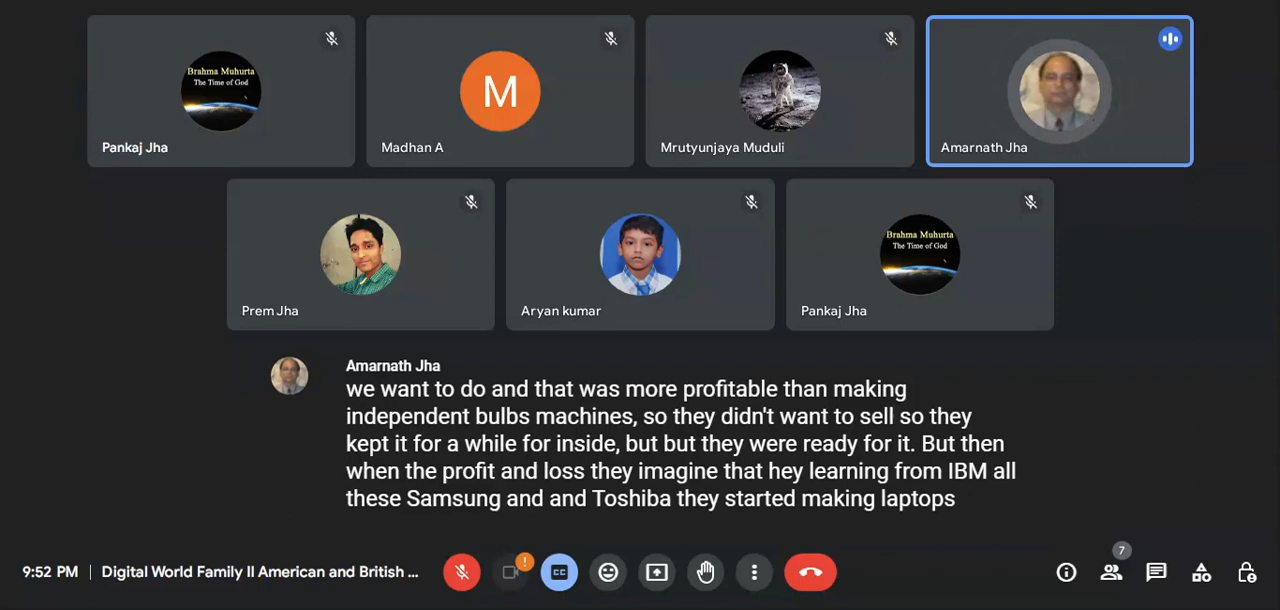 Brahma Muhurta
The Time of God
Pankaj Jha
M
Madhan A
Mrutyunjaya Muduli
Amarnath Jha
Prem Jha
Aryan kumar
Brahma Muhurta
The Time of God
Pankaj Jha
Amarnath Jha
we want to do and that was more profitable than making
independent bulbs machines, so they didn't want to sell so they
kept it for a while for inside, but but they were ready for it. But then
when the profit and loss they imagine that hey learning from IBM all
these Samsung and and Toshiba they started making laptops
9:52 PM | Digital World Family II American and British ...
!
CC
7